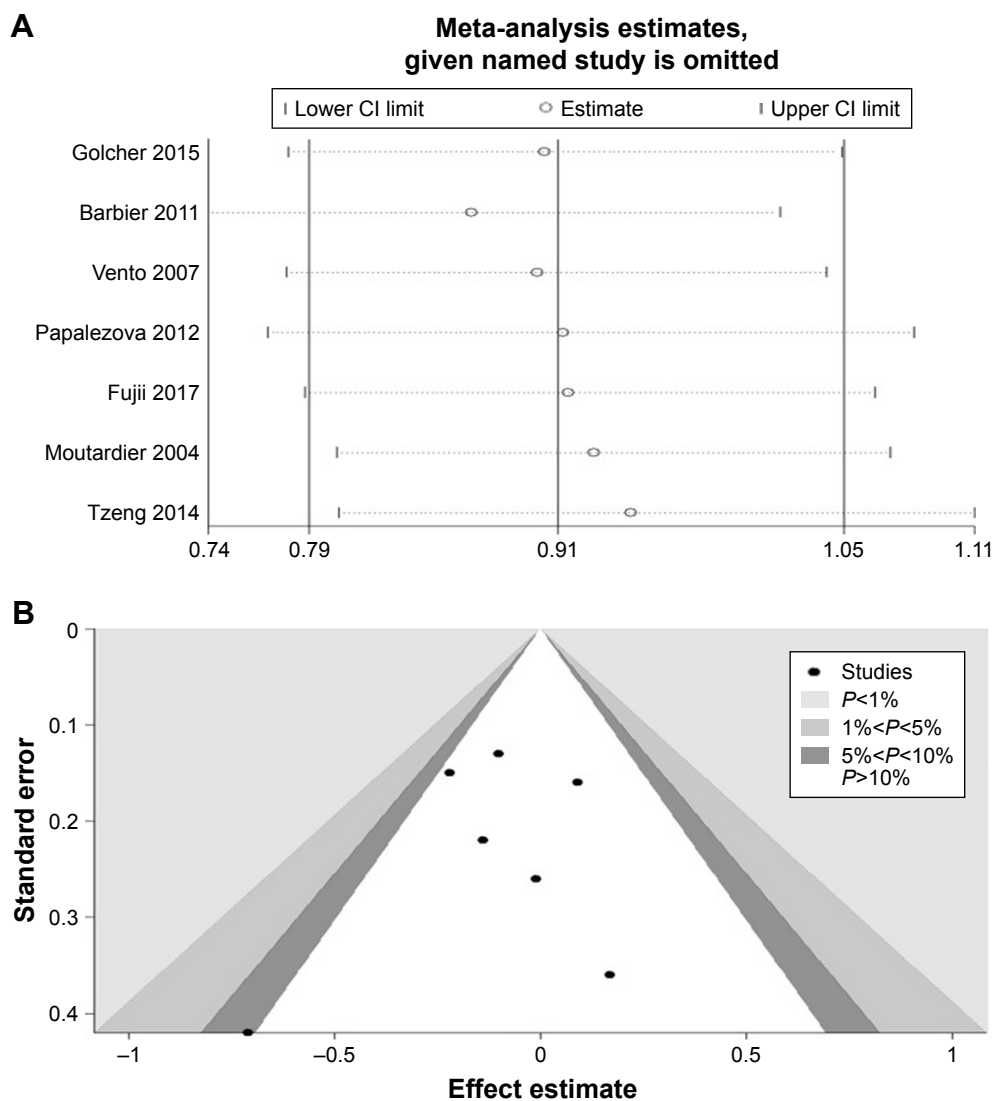 A
Meta-analysis estimates,
given named study is omitted
Lower CI limit Estimate Upper CI limit
Golcher 2015
Barbier 2011
Vento 2007
Papalezova 2012
Fujii 2017
Moutardier 2004
Tzeng 2014
0.74 0.79 0.91 1.05 1.11
B
0
0.1
0.2
0.3
0.4
Standard error
Studies
P<1%
1%<P<5%
5%<P<10%
P>10%
–1 –0.5 0 0.5 1
Effect estimate